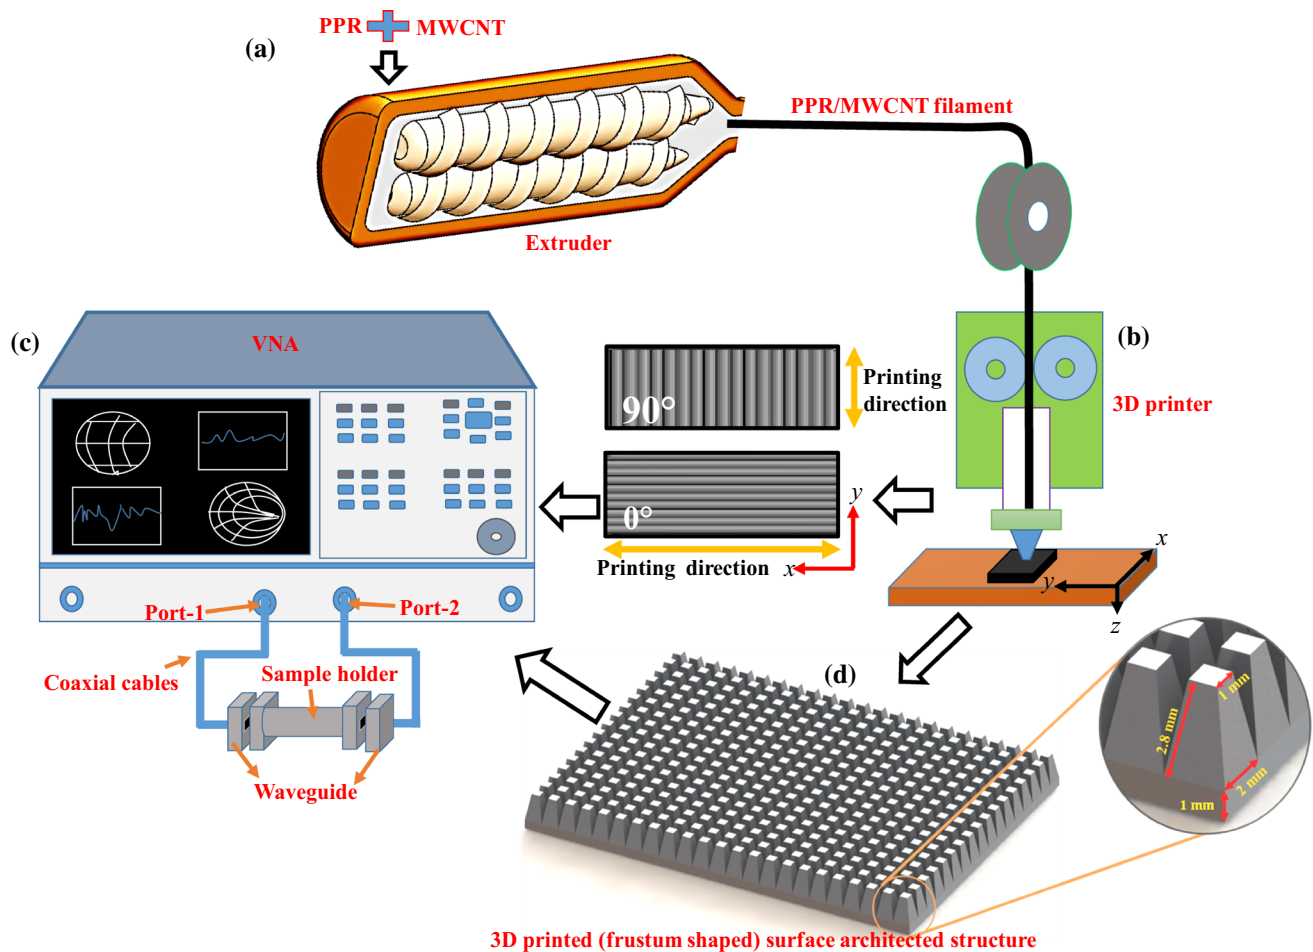 (a)
PPR
MWCNT
PPR/MWCNT filament
Extruder
(c)
VNA
90°
Printing
direction
(b)
3D printer
0°
y
x
Printing direction
x
y
z
Port-1
Port-2
Coaxial cables
Sample holder
Waveguide
(d)
1 mm
2.8 mm
2 mm
1 mm
3D printed (frustum shaped) surface architected structure